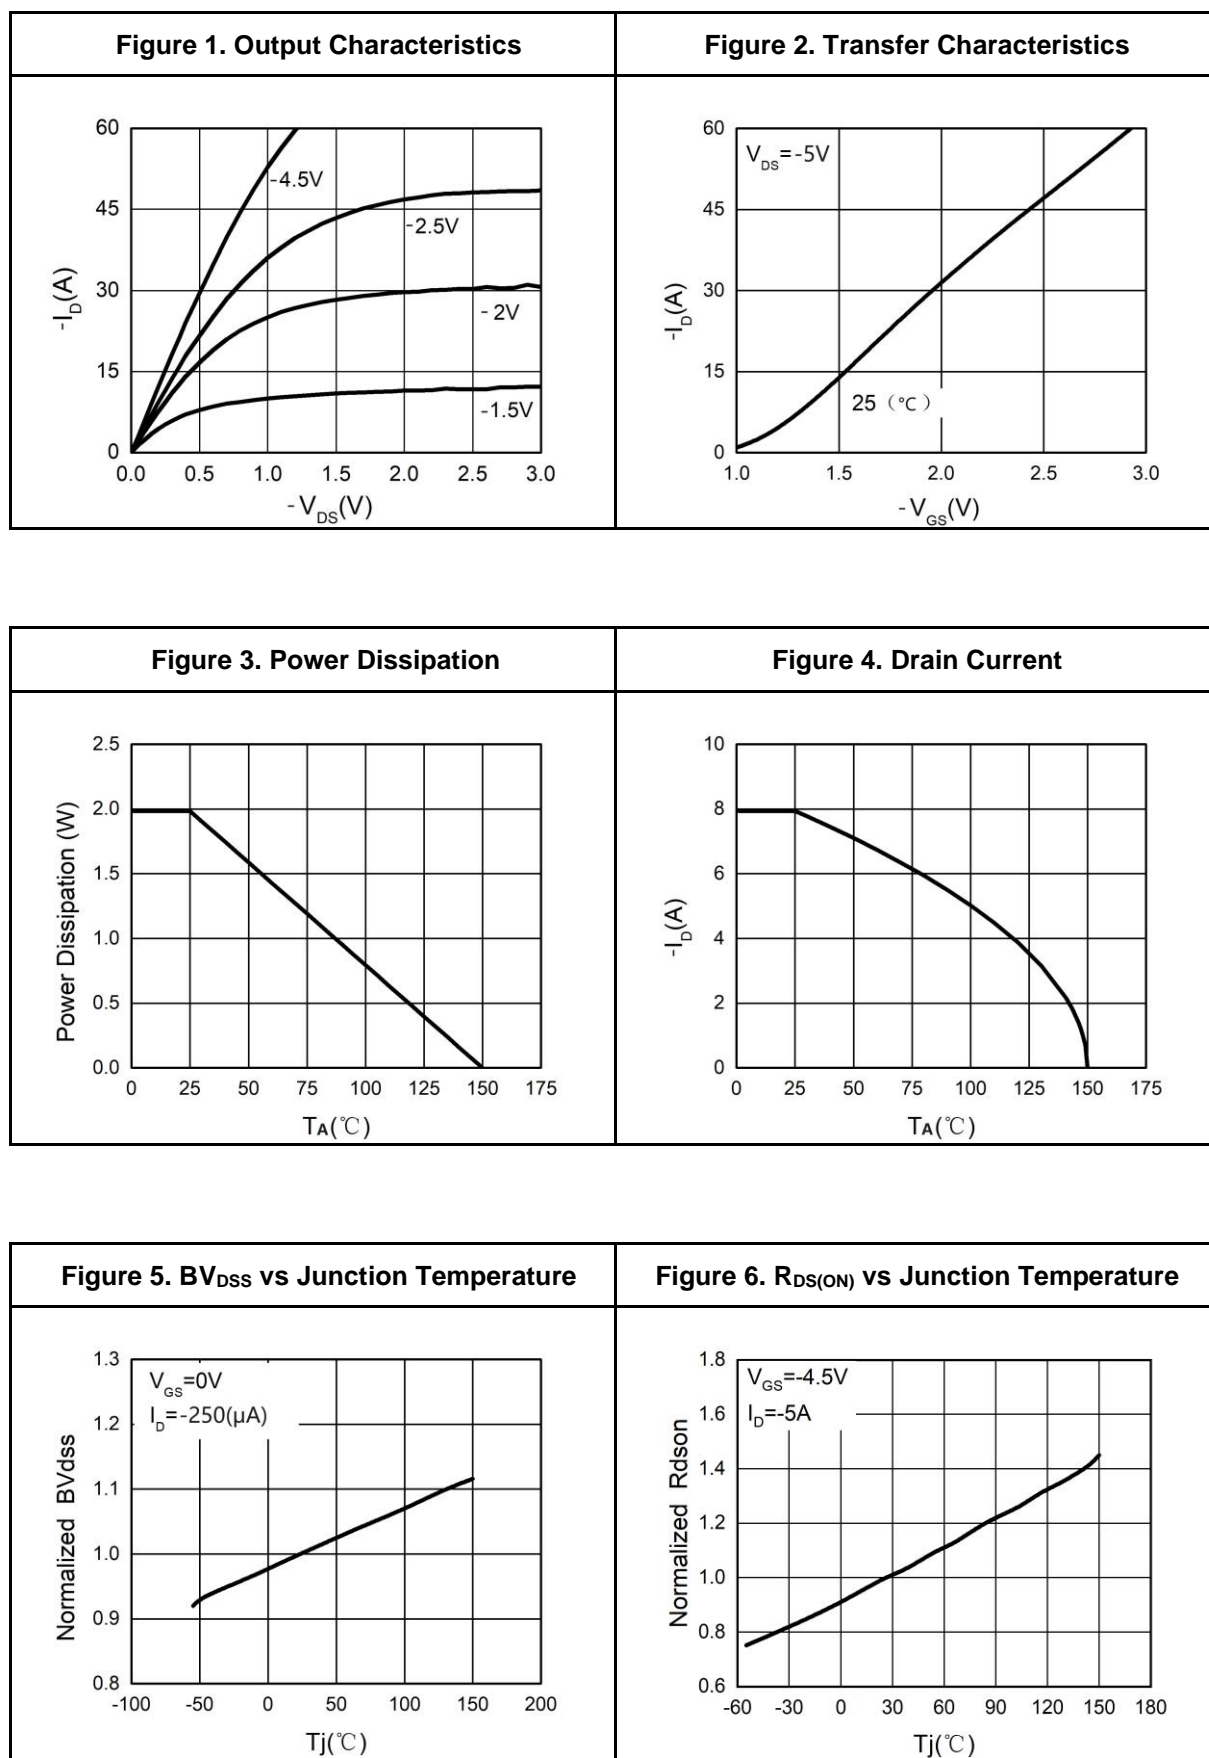 Figure 1. Output Characteristics
Figure 2. Transfer Characteristics
60
45
30
15
0
-I_D(A)
-4.5V
-2.5V
-2V
-1.5V
0.0 0.5 1.0 1.5 2.0 2.5 3.0
-V_DS(V)
60
45
30
15
0
-I_D(A)
V_DS=-5V
25（℃）
1.0 1.5 2.0 2.5 3.0
-V_GS(V)
Figure 3. Power Dissipation
Figure 4. Drain Current
2.5
2.0
1.5
1.0
0.5
0.0
Power Dissipation (W)
0 25 50 75 100 125 150 175
TA(℃)
10
8
6
4
2
0
-I_D(A)
0 25 50 75 100 125 150 175
TA(℃)
Figure 5. BV_DSS vs Junction Temperature
Figure 6. R_DS(ON) vs Junction Temperature
1.3
1.2
1.1
1.0
0.9
0.8
Normalized BVdss
V_GS=0V
I_D=-250(μA)
-100 -50 0 50 100 150 200
Tj(℃)
1.8
1.6
1.4
1.2
1.0
0.8
0.6
Normalized Rdson
V_GS=-4.5V
I_D=-5A
-60 -30 0 30 60 90 120 150 180
Tj(℃)